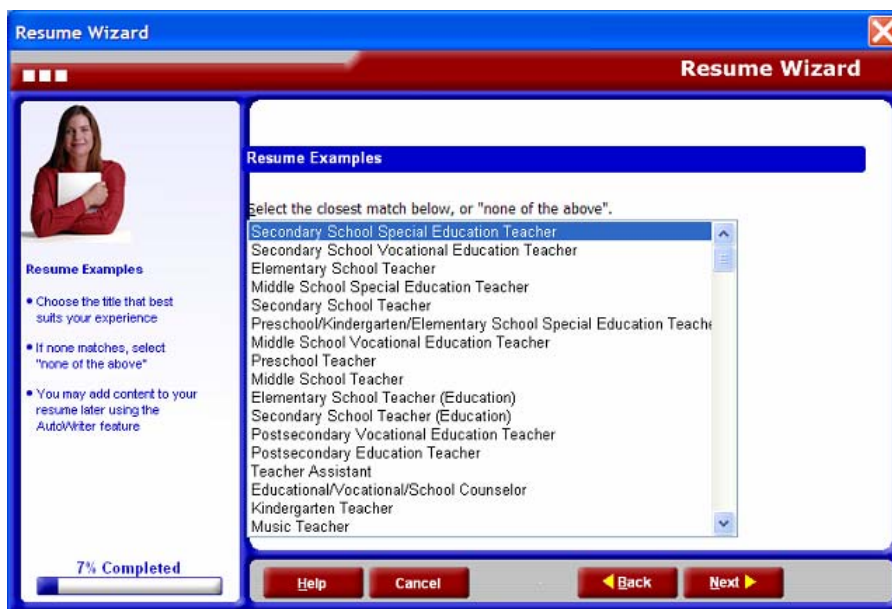 Resume Wizard
Resume Wizard
Resume Examples
• Choose the title that best
suits your experience
• If none matches, select
"none of the above"
• You may add content to your
resume later using the
AutoWriter feature
7% Completed
Resume Examples
Select the closest match below, or "none of the above".
Secondary School Special Education Teacher
Secondary School Vocational Education Teacher
Elementary School Teacher
Middle School Special Education Teacher
Secondary School Teacher
Preschool/Kindergarten/Elementary School Special Education Teache
Middle School Vocational Education Teacher
Preschool Teacher
Middle School Teacher
Elementary School Teacher (Education)
Secondary School Teacher (Education)
Postsecondary Vocational Education Teacher
Postsecondary Education Teacher
Teacher Assistant
Educational/Vocational/School Counselor
Kindergarten Teacher
Music Teacher
Help
Cancel
Back
Next